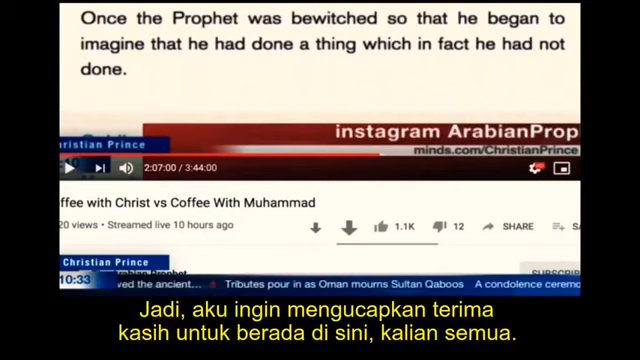 Once the Prophet was bewitched so that he began to
imagine that he had done a thing which in fact he had not
done.
instagram ArabianProp
hristian Prince
minds.com/ChristianPrince
2:07:00 / 3:44:00
ffee with Christ vs Coffee With Muhammad
20 views • Streamed live 10 hours ago
1.1K
12
SHARE
SA
Christian Prince
Prophet
SUBSCRIBE
10:33
ved the ancient...
Tributes pour in as Oman mourns Sultan Qaboos
A condolence ceremo
Jadi, aku ingin mengucapkan terima
kasih untuk berada di sini, kalian semua.